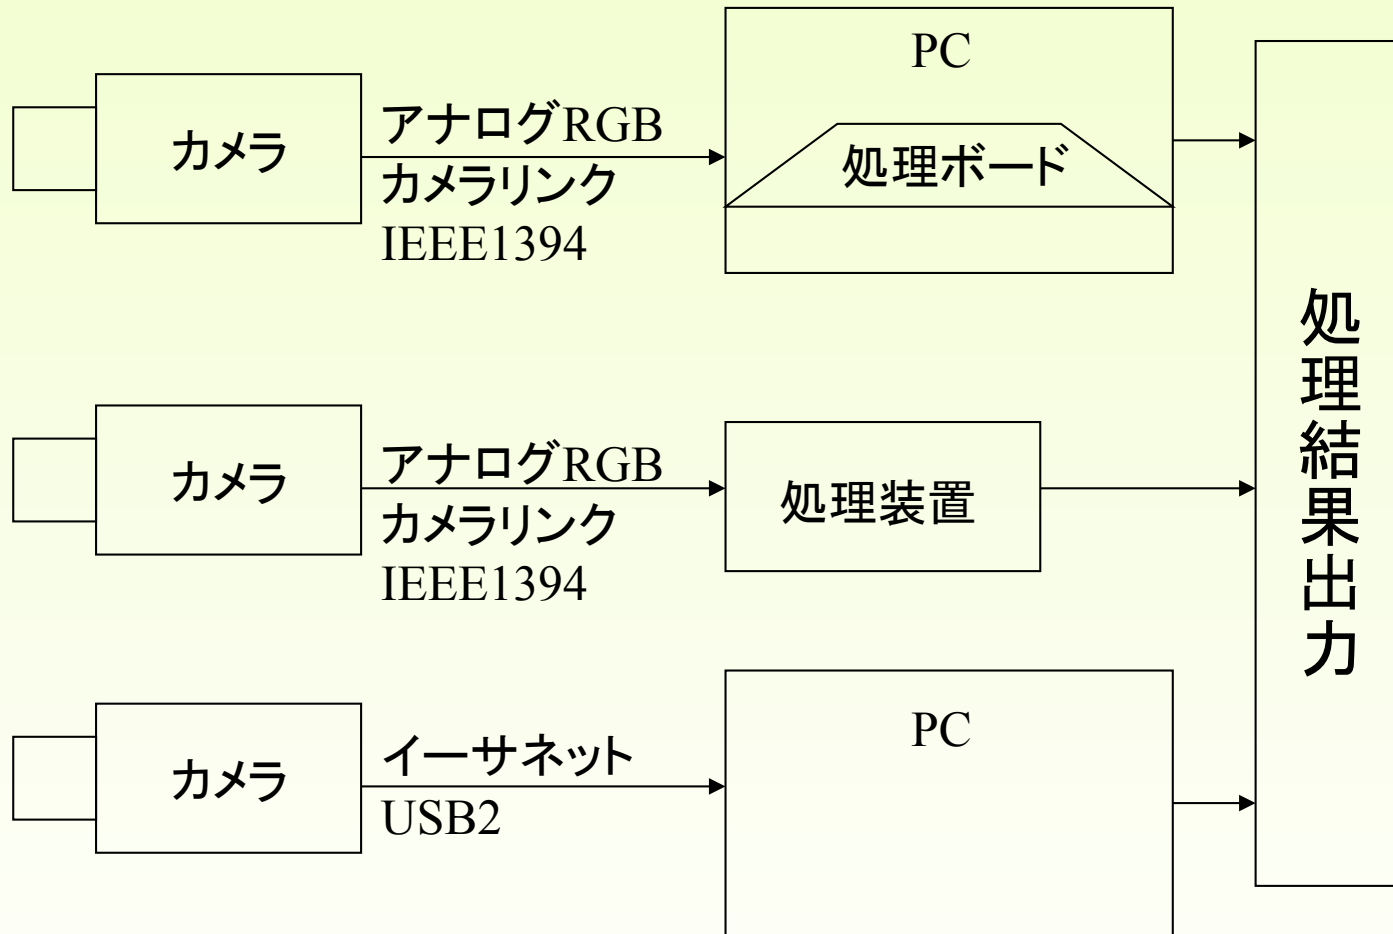 カメラ
アナログRGB
カメラリンク
IEEE1394
PC
処理ボード
カメラ
アナログRGB
カメラリンク
IEEE1394
処理装置
カメラ
イーサネット
USB2
PC
処理結果出力